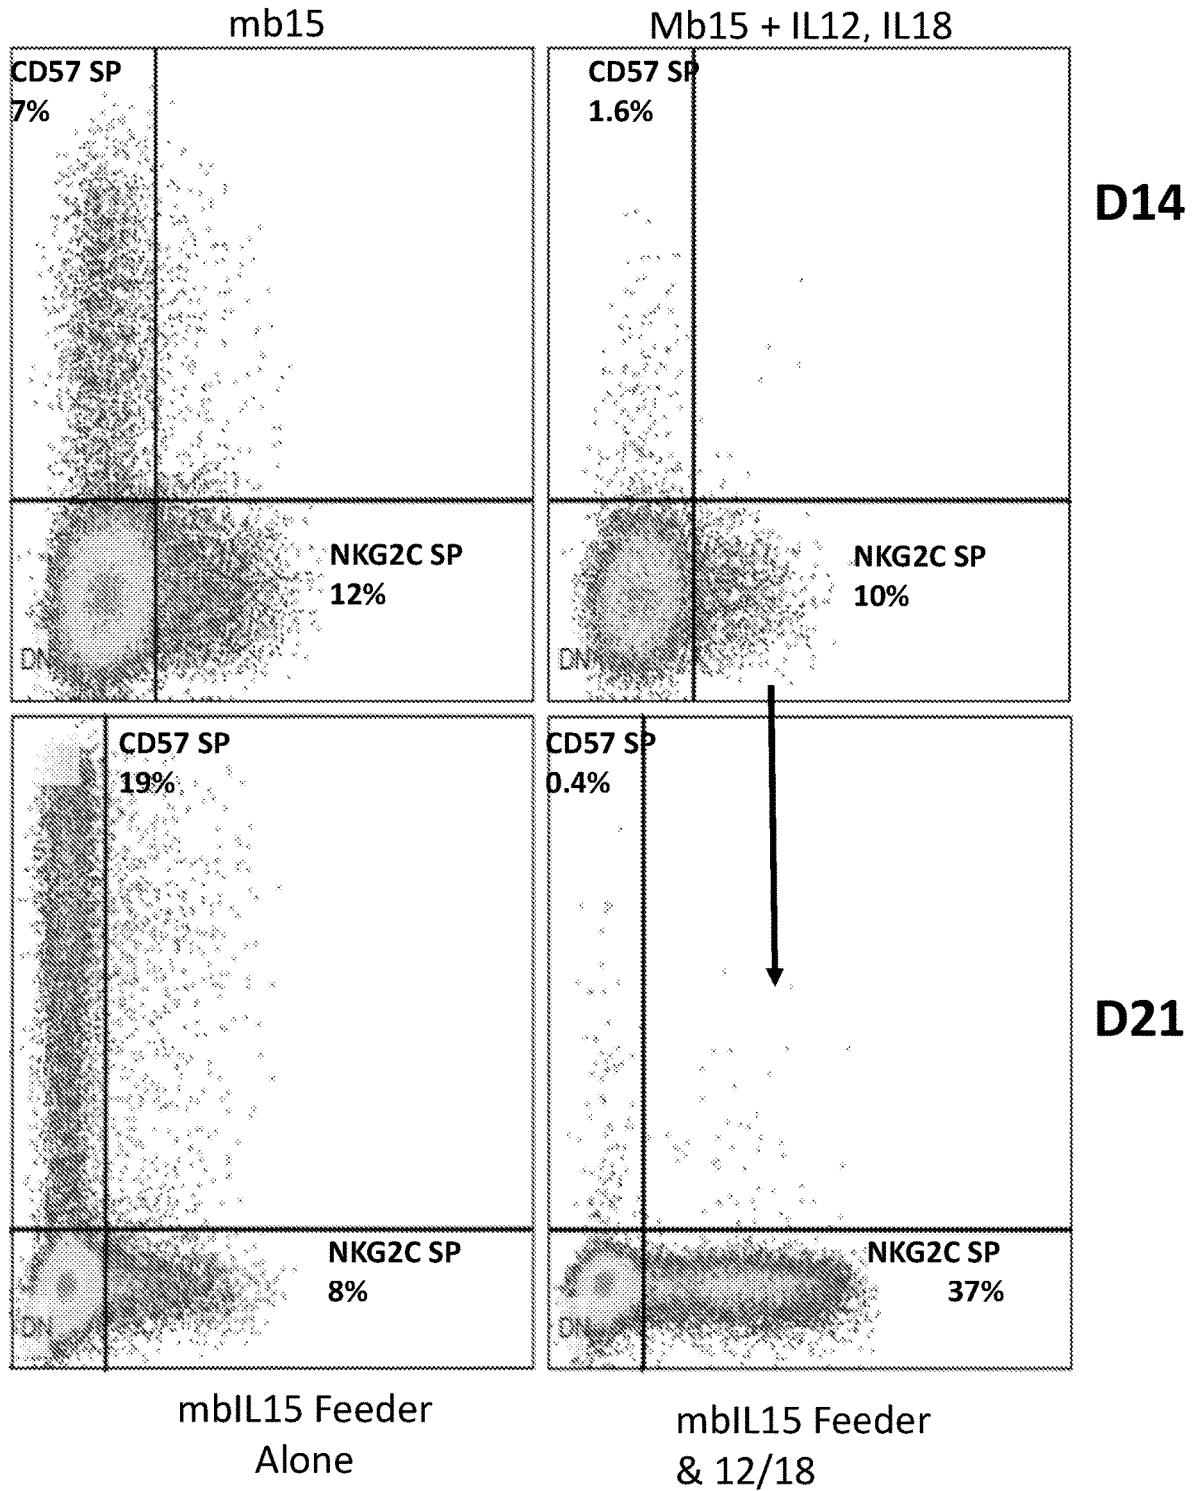 mb15
Mb15 + IL12, IL18
CD57 SP
7%
CD57 SP
1.6%
D14
NKG2C SP
12%
NKG2C SP
10%
DN
DN
CD57 SP
19%
CD57 SP
0.4%
D21
NKG2C SP
8%
NKG2C SP
37%
DN
DN
mbIL15 Feeder
Alone
mbIL15 Feeder
& 12/18